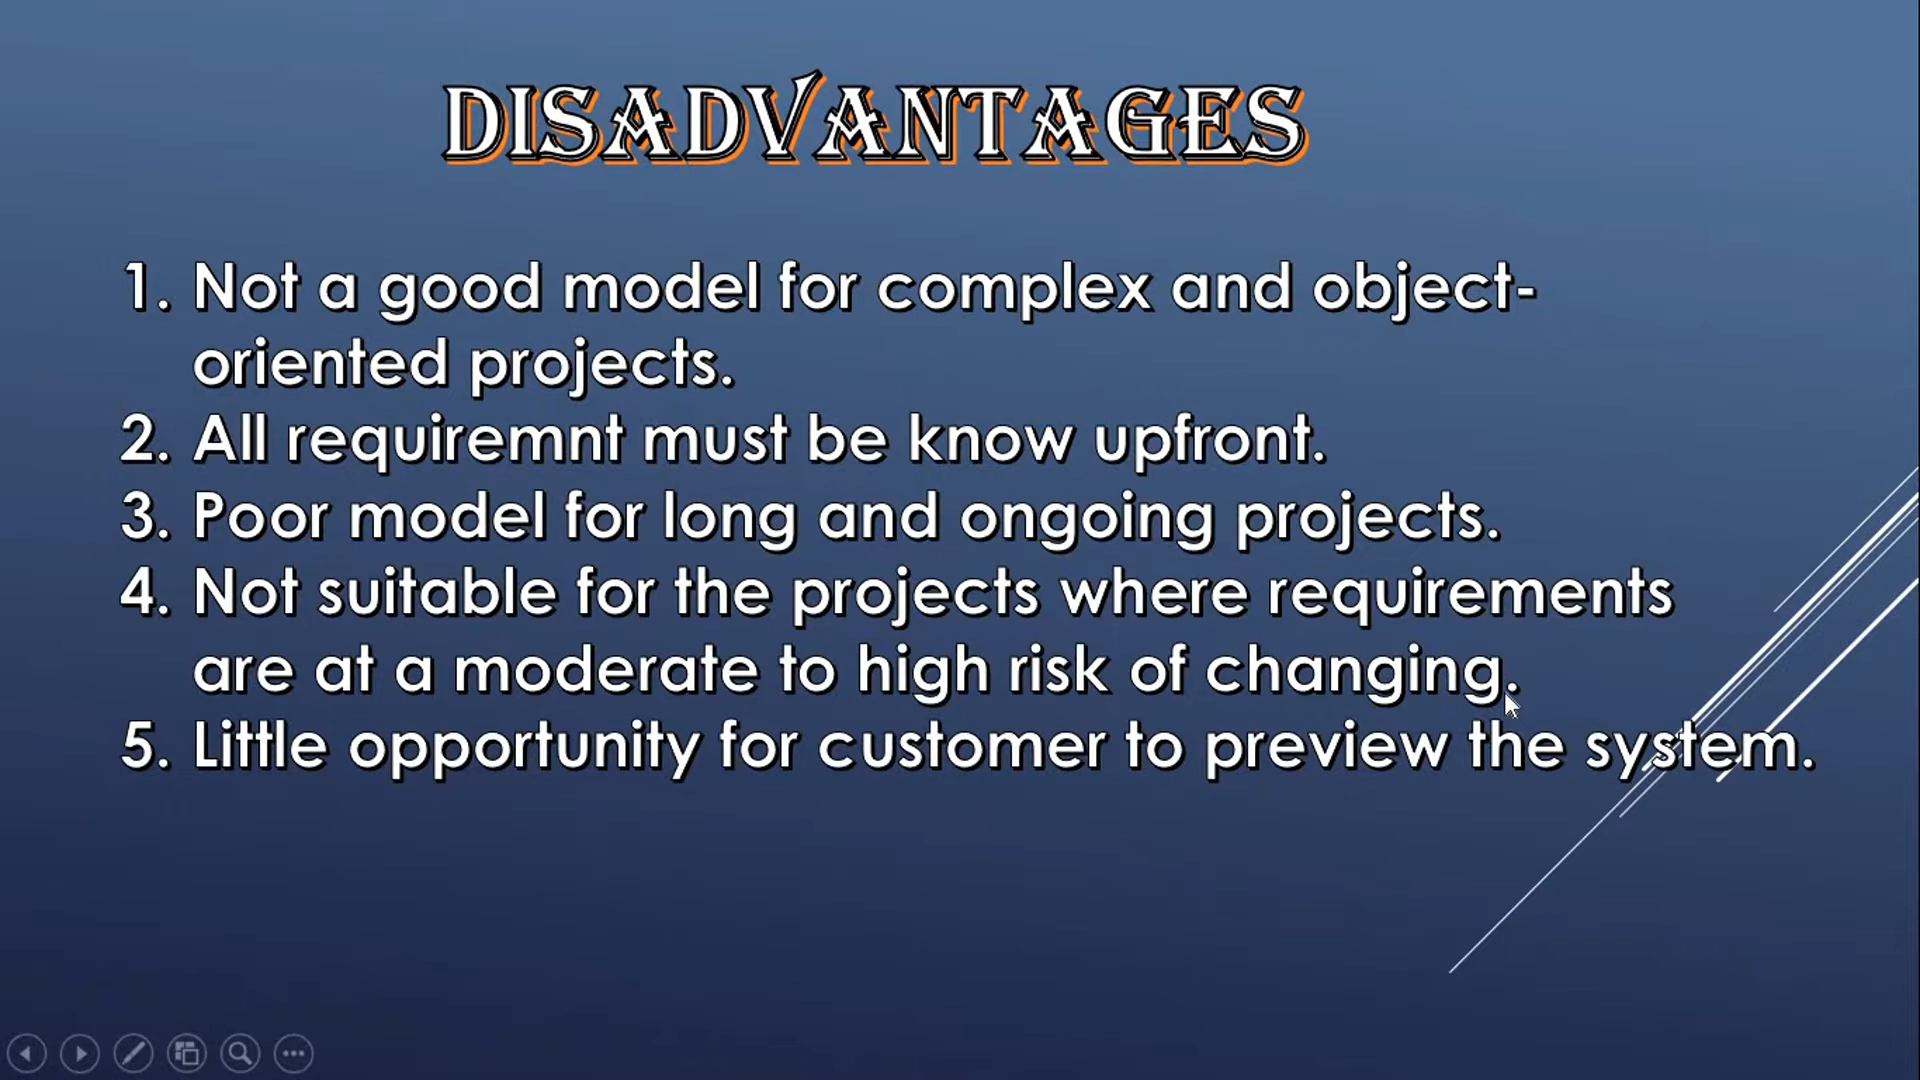 DISADVANTAGES
1. Not a good model for complex and object-
oriented projects.
2. All requiremnt must be know upfront.
3. Poor model for long and ongoing projects.
4. Not suitable for the projects where requirements
are at a moderate to high risk of changing.
5. Little opportunity for customer to preview the system.